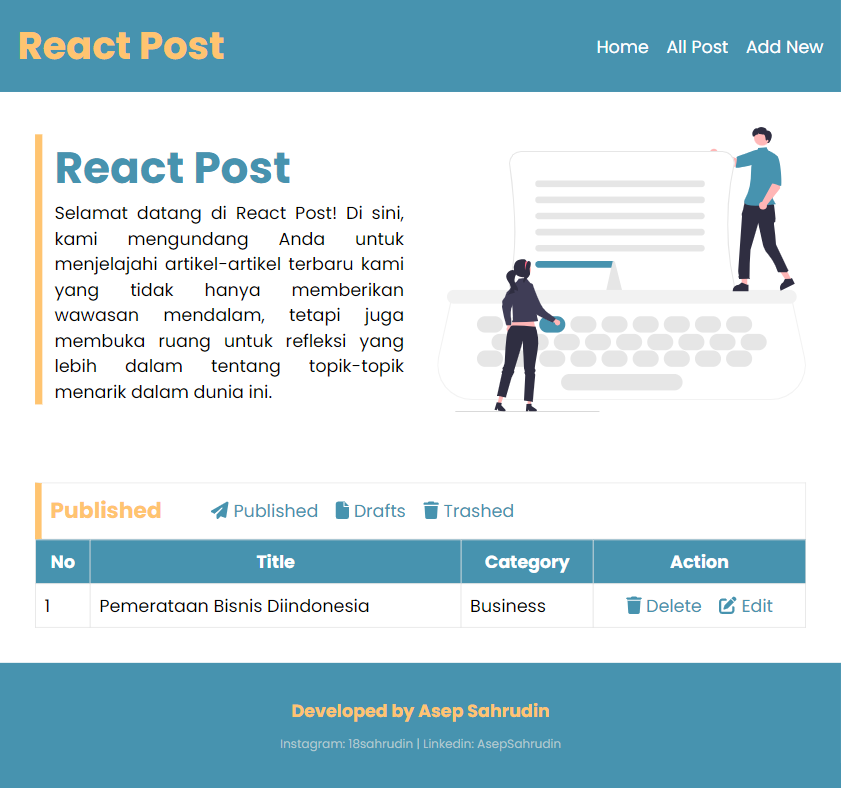 React Post
Home All Post Add New
React Post
Selamat datang di React Post! Di sini,
kami mengundang Anda untuk
menjelajahi artikel-artikel terbaru kami
yang tidak hanya memberikan
wawasan mendalam, tetapi juga
membuka ruang untuk refleksi yang
lebih dalam tentang topik-topik
menarik dalam dunia ini.
Published Published Drafts Trashed
No Title Category Action
1 Pemerataan Bisnis Diindonesia Business Delete Edit
Developed by Asep Sahrudin
Instagram: 18sahrudin | Linkedin: AsepSahrudin